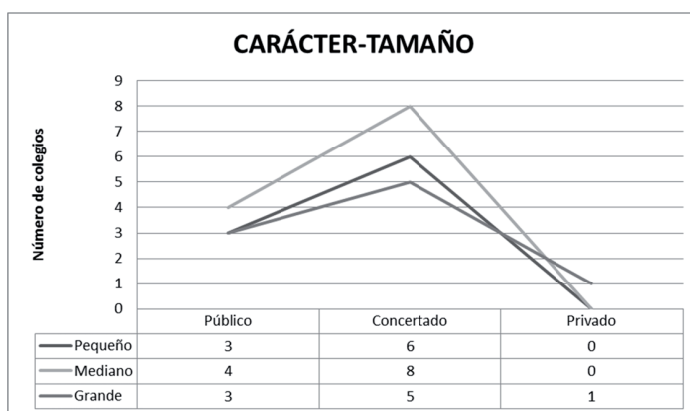 CARÁCTER-TAMAÑO
Número de colegios
9
8
7
6
5
4
3
2
1
0
Público Concertado Privado
Pequeño 3 6 0
Mediano 4 8 0
Grande 3 5 1